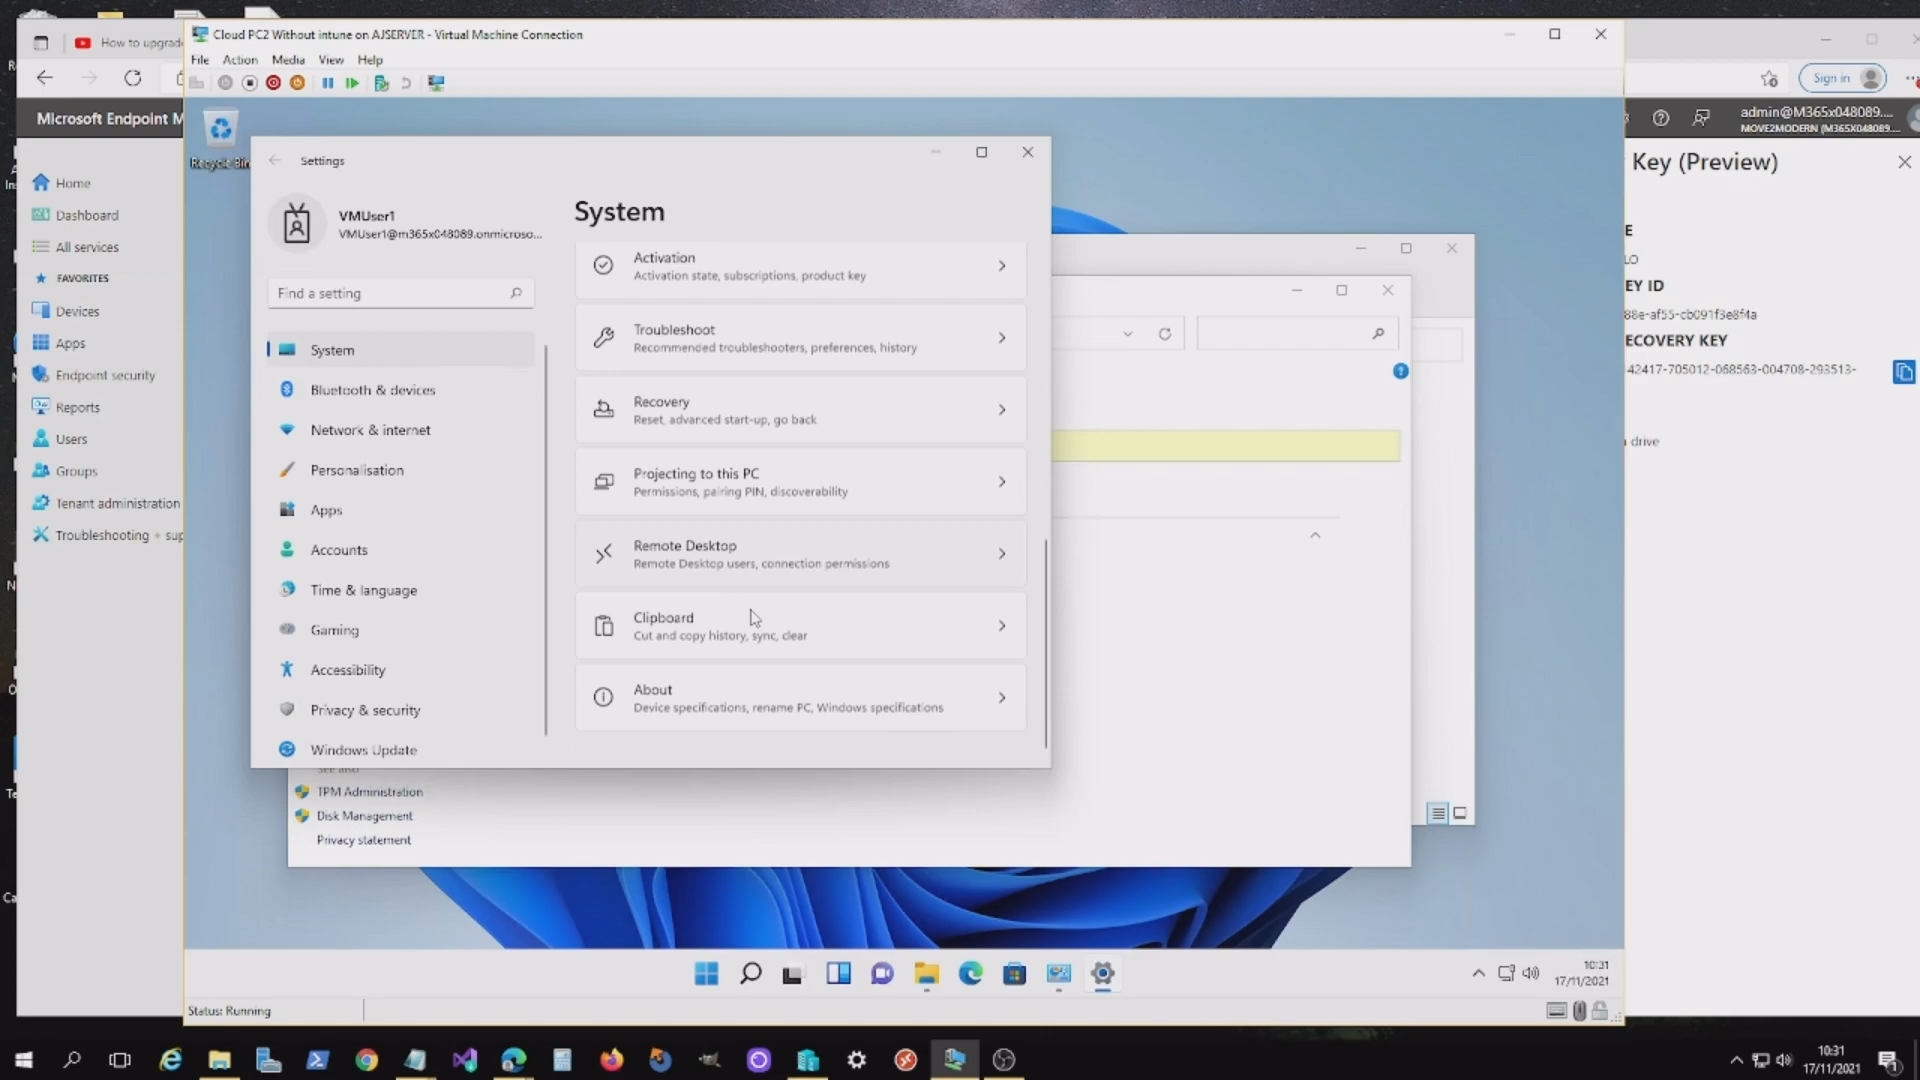 How to upgrade
Cloud PC2 Without intune on AJSERVER - Virtual Machine Connection
File Action Media View Help
Sign in
Microsoft Endpoint M
admin@M365x048089....
MOVE2MODERN (M365X048089....
Home
Dashboard
All services
FAVORITES
Devices
Apps
Endpoint security
Reports
Users
Groups
Tenant administration
Troubleshooting + sup
Recycle Bin
Settings
VMUser1
VMUser1@m365x048089.onmicroso...
Find a setting
System
Bluetooth & devices
Network & internet
Personalisation
Apps
Accounts
Time & language
Gaming
Accessibility
Privacy & security
Windows Update
System
Activation
Activation state, subscriptions, product key
Troubleshoot
Recommended troubleshooters, preferences, history
Recovery
Reset, advanced start-up, go back
Projecting to this PC
Permissions, pairing PIN, discoverability
Remote Desktop
Remote Desktop users, connection permissions
Clipboard
Cut and copy history, sync, clear
About
Device specifications, rename PC, Windows specifications
See also
TPM Administration
Disk Management
Privacy statement
Key (Preview)
E
LO
EY ID
88e-af55-cb091f3e8f4a
ECOVERY KEY
42417-705012-068563-004708-293513-
drive
10:31
17/11/2021
Status: Running
10:31
17/11/2021